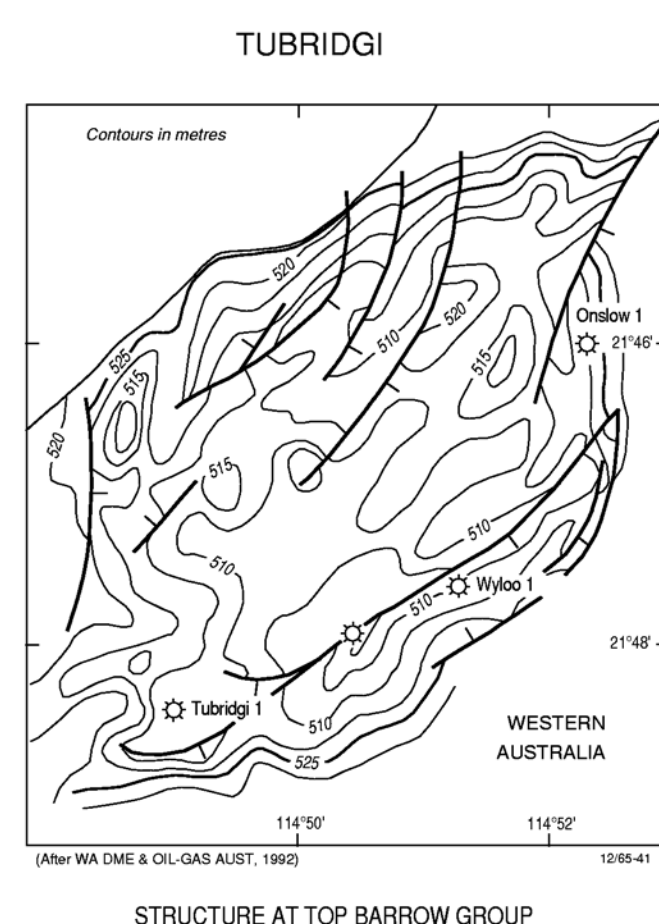 TUBRIDGI
Contours in metres
520
525
515
520
510
520
515
Onslow 1
21°46'
515
510
510
510
Wyloo 1
21°48'
Tubridgi 1
510
525
WESTERN
AUSTRALIA
114°50'
114°52'
(After WA DME & OIL-GAS AUST, 1992)
12/65-41
STRUCTURE AT TOP BARROW GROUP